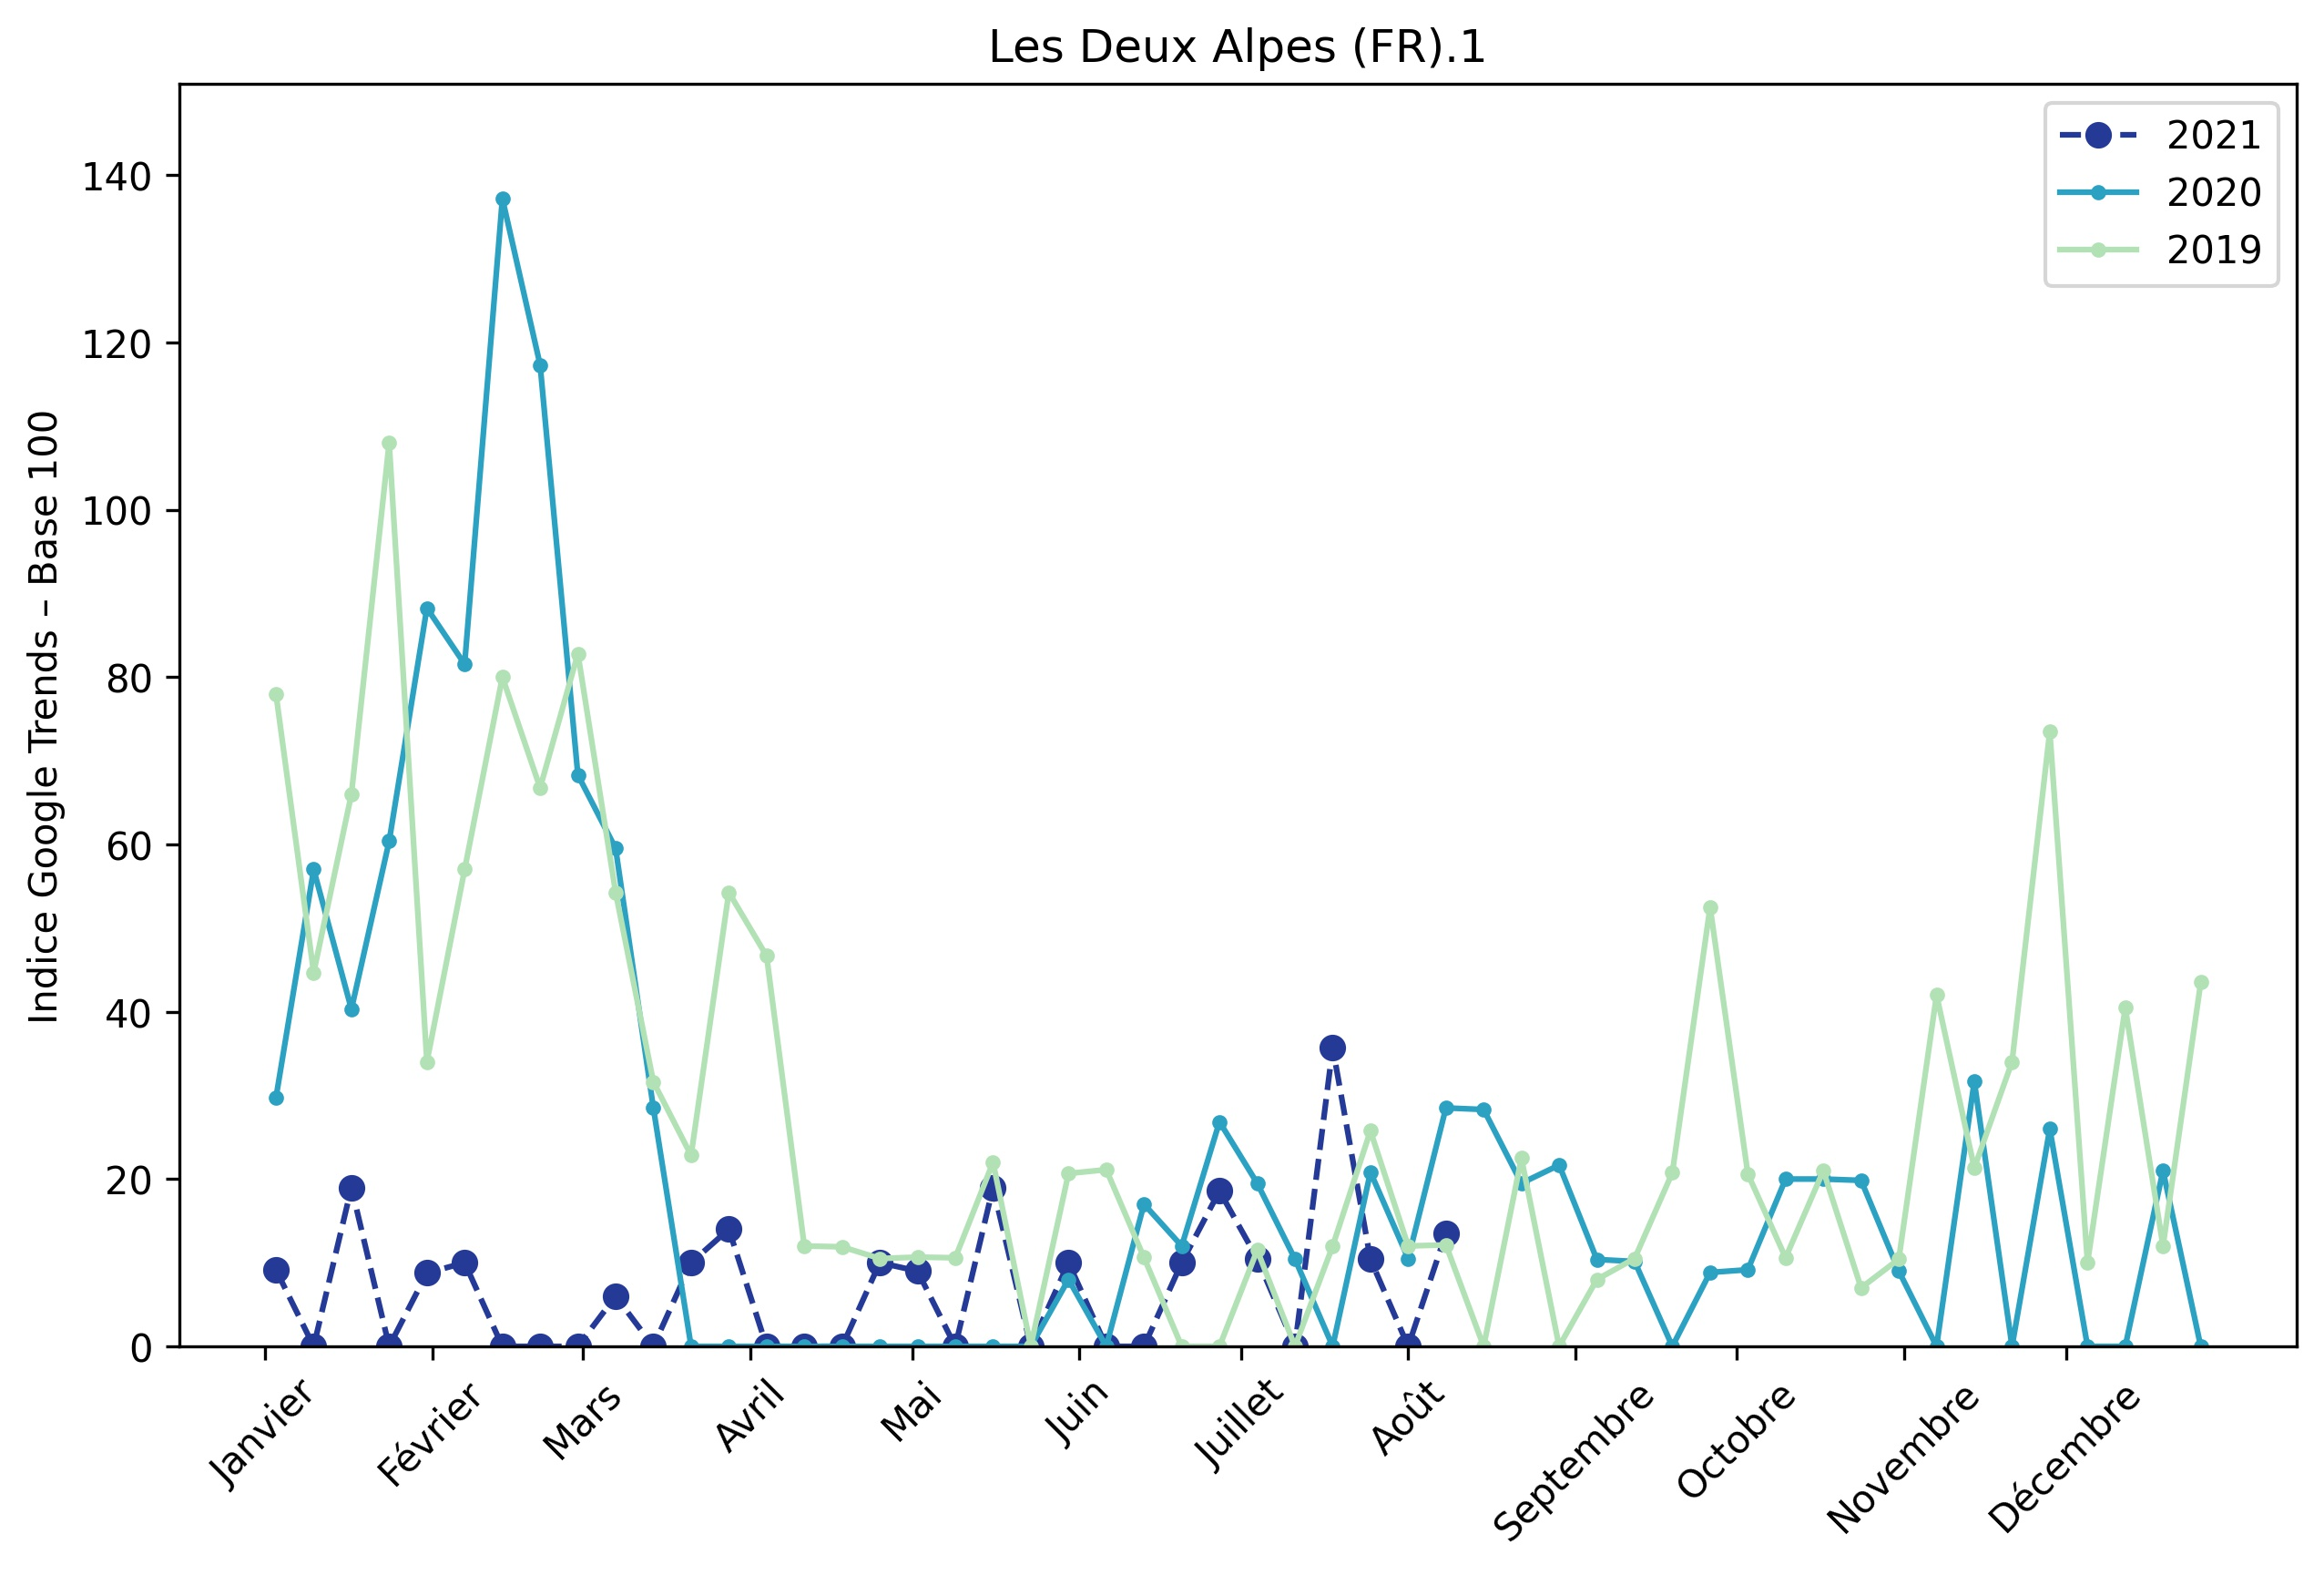 Les Deux Alpes (FR).1
Indice Google Trends – Base 100
140
120
100
80
60
40
20
0
2021
2020
2019
Janvier
Février
Mars
Avril
Mai
Juin
Juillet
Août
Septembre
Octobre
Novembre
Décembre